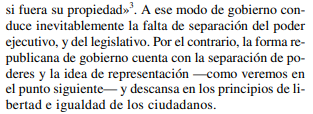 si fuera su propiedad»³. A ese modo de gobierno con-
duce inevitablemente la falta de separación del poder
ejecutivo, y del legislativo. Por el contrario, la forma re-
publicana de gobierno cuenta con la separación de po-
deres y la idea de representación —como veremos en
el punto siguiente— y descansa en los principios de li-
bertad e igualdad de los ciudadanos.